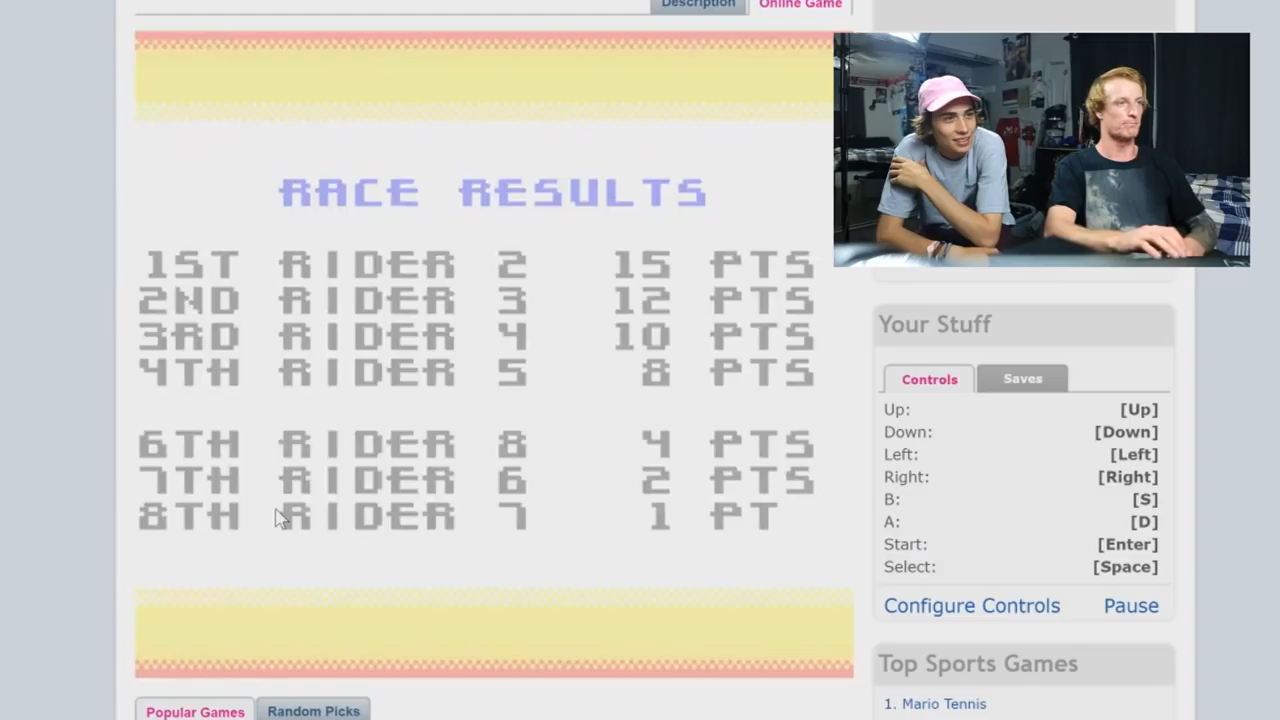 Description Online Game
RACE RESULTS
1ST RIDER 2 15 PTS
2ND RIDER 3 12 PTS
3RD RIDER 4 10 PTS
4TH RIDER 5 8 PTS
6TH RIDER 8 4 PTS
7TH RIDER 6 2 PTS
8TH RIDER 7 1 PT
Your Stuff
Controls Saves
Up: [Up]
Down: [Down]
Left: [Left]
Right: [Right]
B: [S]
A: [D]
Start: [Enter]
Select: [Space]
Configure Controls Pause
Top Sports Games
1. Mario Tennis
Popular Games Random Picks